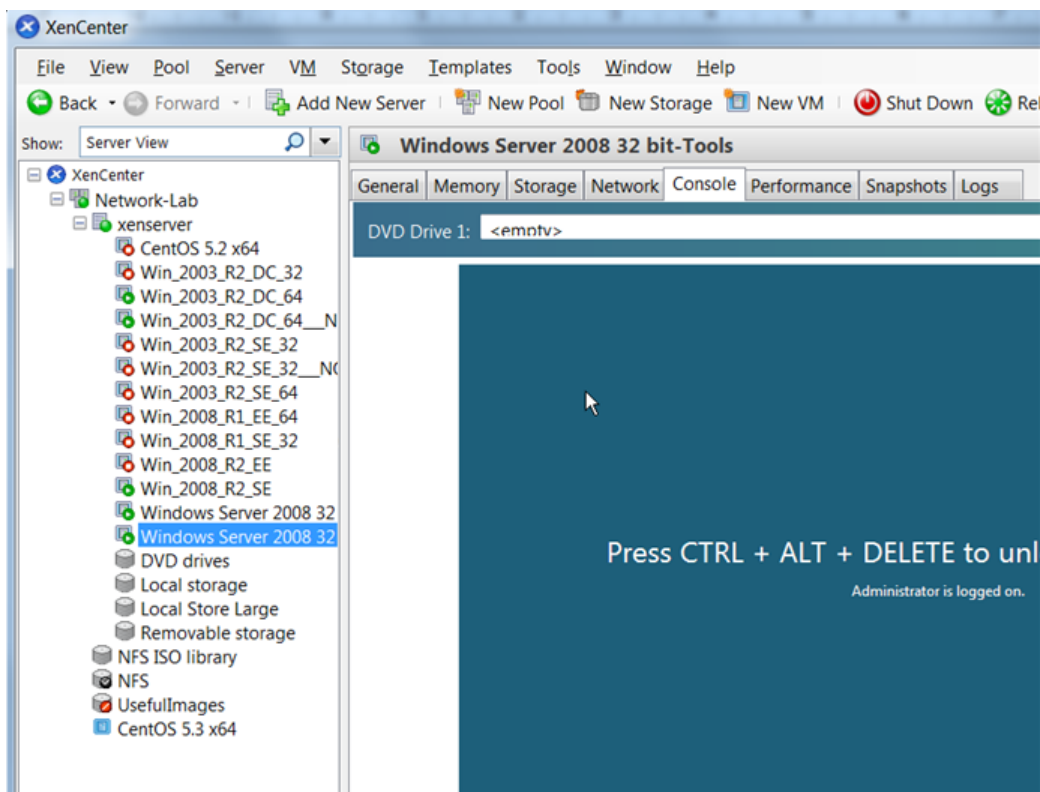 XenCenter
File View Pool Server VM Storage Templates Tools Window Help
Back Forward Add New Server New Pool New Storage New VM Shut Down
Show: Server View
Windows Server 2008 32 bit-Tools
General Memory Storage Network Console Performance Snapshots Logs
DVD Drive 1: <empty>
XenCenter
Network-Lab
xenserver
CentOS 5.2 x64
Win_2003_R2_DC_32
Win_2003_R2_DC_64
Win_2003_R2_DC_64__N
Win_2003_R2_SE_32
Win_2003_R2_SE_32__NO
Win_2003_R2_SE_64
Win_2008_R1_EE_64
Win_2008_R1_SE_32
Win_2008_R2_EE
Win_2008_R2_SE
Windows Server 2008 32
Windows Server 2008 32
DVD drives
Local storage
Local Store Large
Removable storage
NFS ISO library
NFS
UsefulImages
CentOS 5.3 x64
Press CTRL + ALT + DELETE to unl
Administrator is logged on.